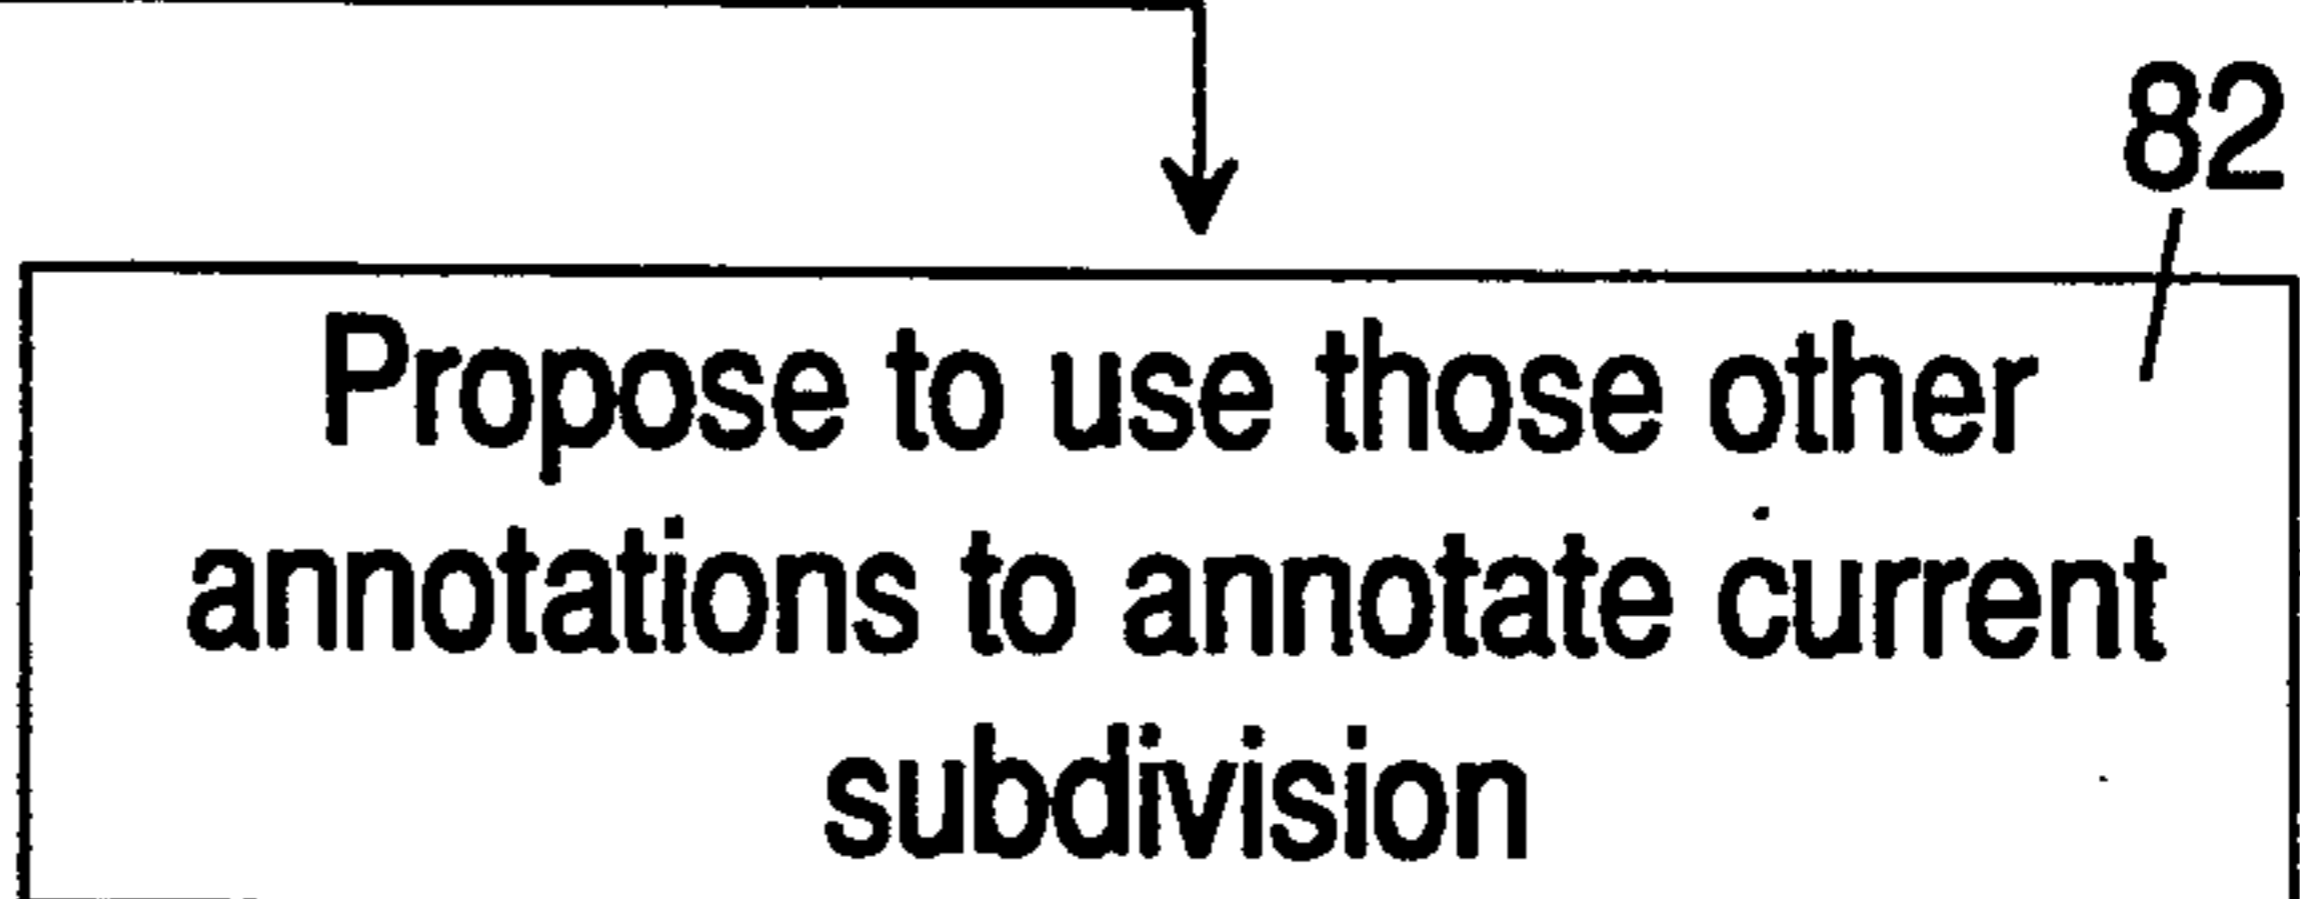 82
Propose to use those other
annotations to annotate current
subdivision